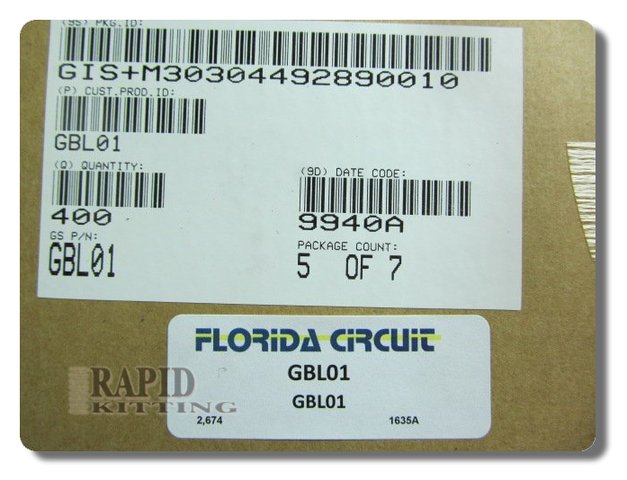 (9S) PKG.ID:
GIS+M30304492890010
(P) CUST.PROD.ID:
GBL01
(Q) QUANTITY:
400
(9D) DATE CODE:
9940A
GS P/N:
GBL01
PACKAGE COUNT:
5 OF 7
FLORIDA CIRCUIT
GBL01
GBL01
2,674 1635A
RAPID
KITTING